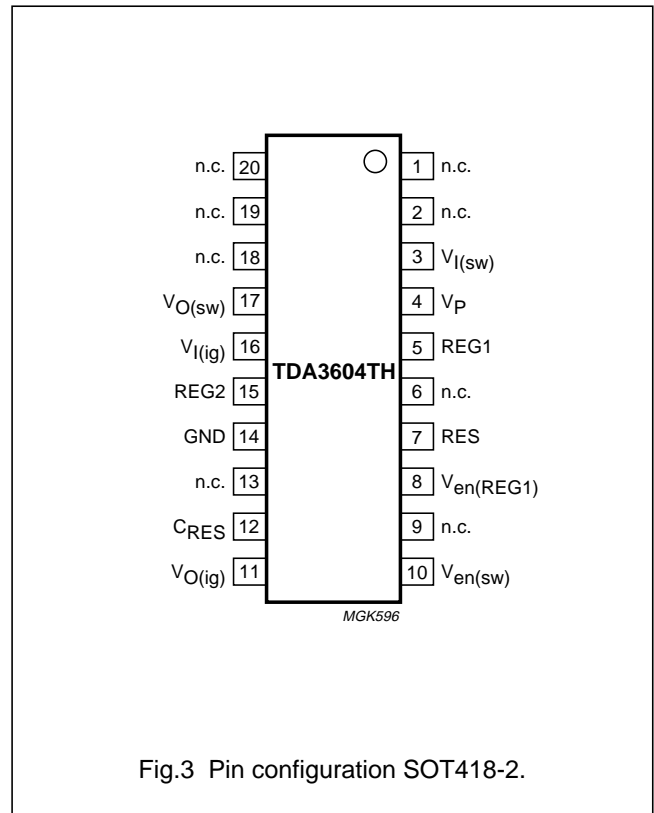 n.c. 20 1 n.c.
n.c. 19 2 n.c.
n.c. 18 3 VI(sw)
VO(sw) 17 4 VP
VI(ig) 16 5 REG1
TDA3604TH
REG2 15 6 n.c.
GND 14 7 RES
n.c. 13 8 Ven(REG1)
CRES 12 9 n.c.
VO(ig) 11 10 Ven(sw)
MGK596
Fig.3 Pin configuration SOT418-2.